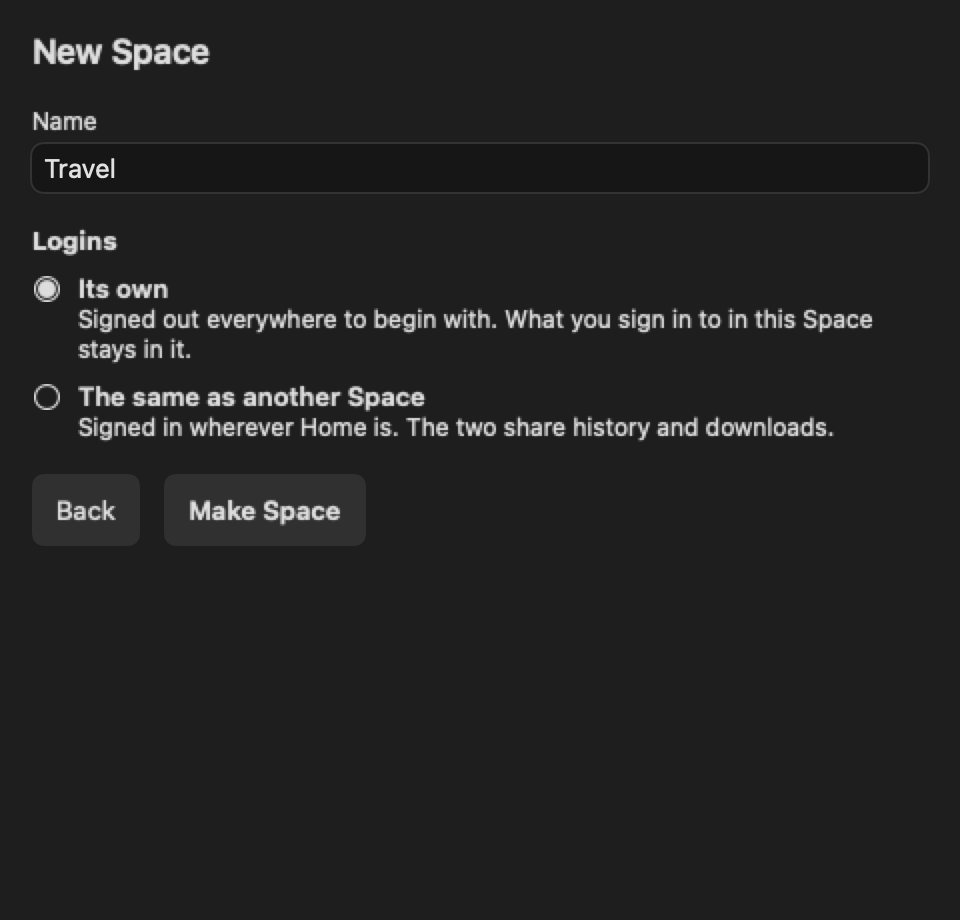 New Space
Name
Travel
Logins
Its own
Signed out everywhere to begin with. What you sign in to in this Space
stays in it.
The same as another Space
Signed in wherever Home is. The two share history and downloads.
Back
Make Space